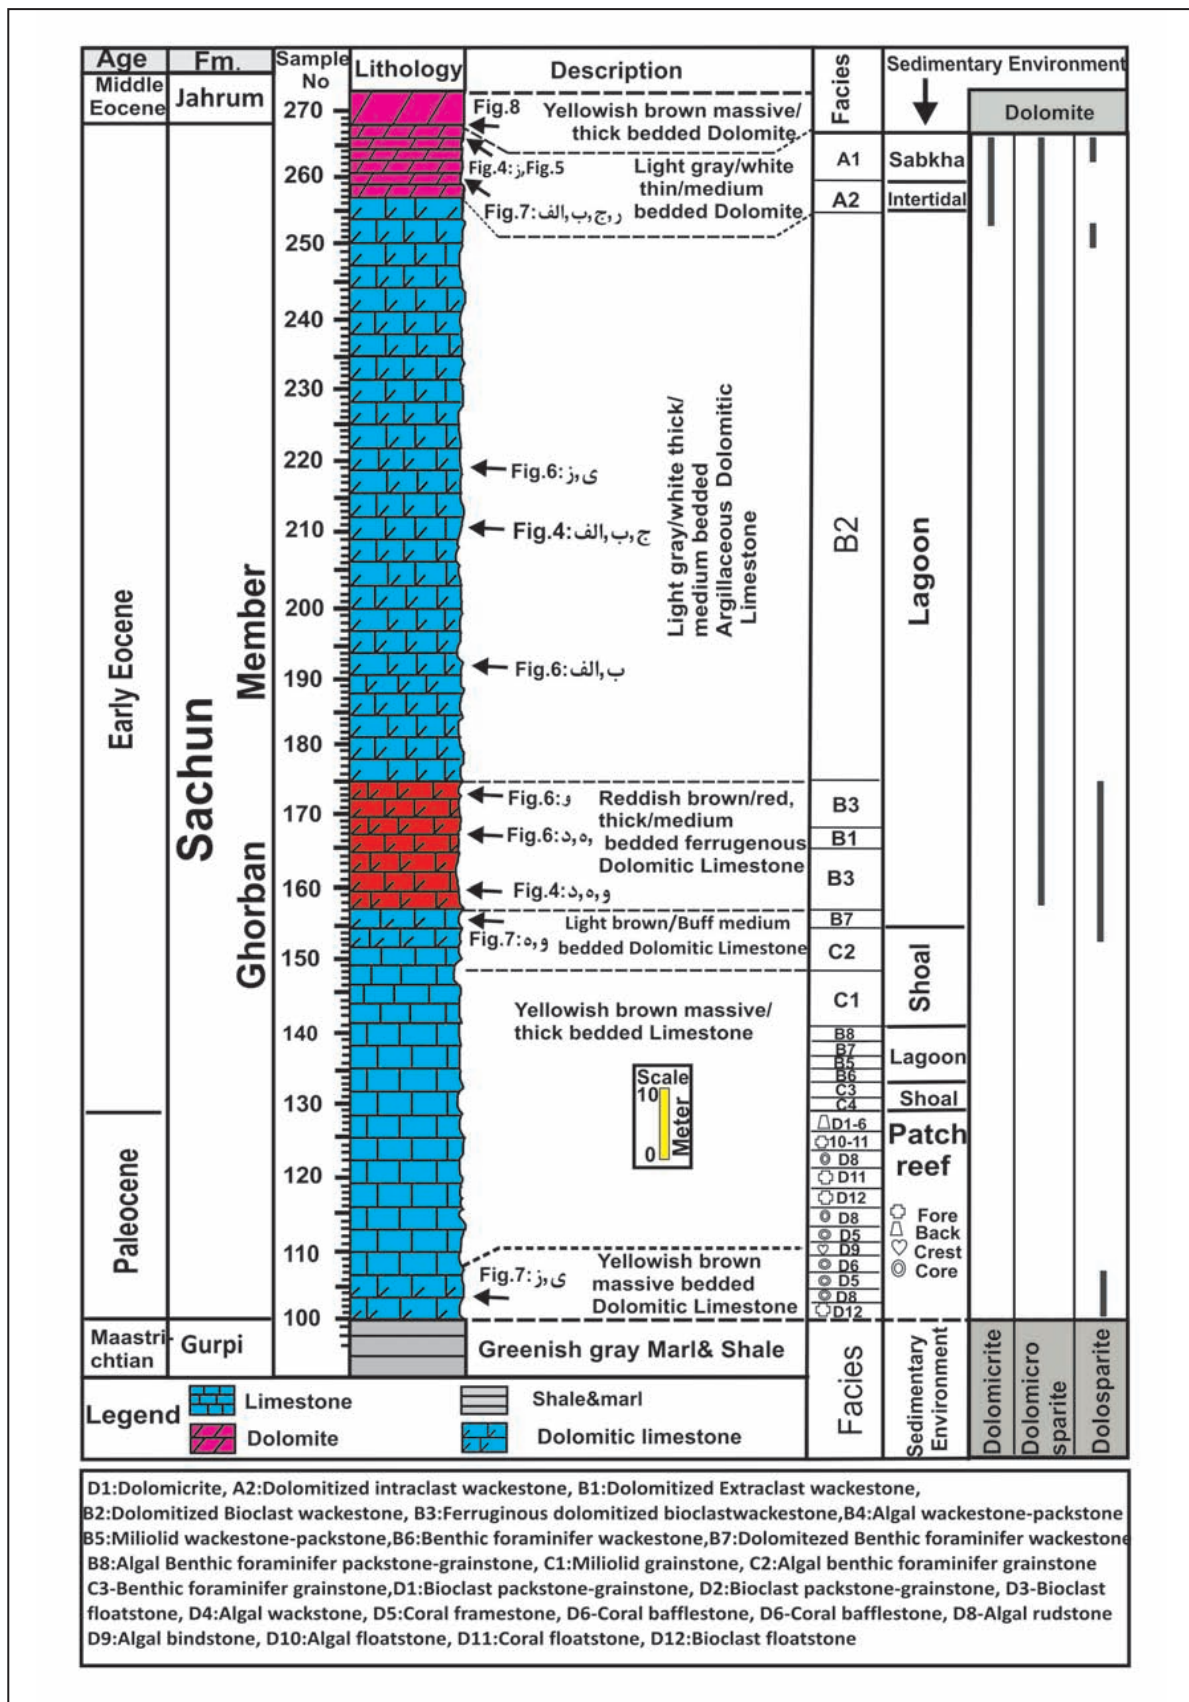 Age
Fm.
Sample
No
Lithology
Description
Facies
Sedimentary Environment
Dolomite
Middle
Eocene
Jahrum
Early Eocene
Paleocene
Maastri-
chtian
Sachun
Ghorban Member
Gurpi
270
260
250
240
230
220
210
200
190
180
170
160
150
140
130
120
110
100
Fig.8
Yellowish brown massive/
thick bedded Dolomite
Fig.4:ز,Fig.5
Light gray/white
thin/medium
bedded Dolomite
Fig.7:ر,ج,ب,الف
Light gray/white thick/
medium bedded
Argillaceous Dolomitic
Limestone
Fig.6:ی,ز
Fig.4:ج,ب,الف
Fig.6:ب,الف
Fig.6:و
Reddish brown/red,
thick/medium
bedded ferrugenous
Dolomitic Limestone
Fig.6:ه,د
Fig.4:و,ه,د
Light brown/Buff medium
bedded Dolomitic Limestone
Fig.7:و,ه
Yellowish brown massive/
thick bedded Limestone
Scale
10
0
Meter
Fig.7:ی,ز
Yellowish brown
massive bedded
Dolomitic Limestone
Greenish gray Marl& Shale
A1
A2
B2
B3
B1
B3
B7
C2
C1
B8
B7
B5
B6
C3
C4
D1-6
10-11
D8
D11
D12
D8
D5
D9
D6
D5
D8
D12
Sabkha
Intertidal
Lagoon
Shoal
Lagoon
Shoal
Patch
reef
Fore
Back
Crest
Core
Facies
Sedimentary
Environment
Dolomicrite
Dolomicro
sparite
Dolosparite
Legend
Limestone
Shale&marl
Dolomite
Dolomitic limestone
D1:Dolomicrite, A2:Dolomitized intraclast wackestone, B1:Dolomitized Extraclast wackestone,
B2:Dolomitized Bioclast wackestone, B3:Ferruginous dolomitized bioclastwackestone,B4:Algal wackestone-packstone
B5:Miliolid wackestone-packstone,B6:Benthic foraminifer wackestone,B7:Dolomitezed Benthic foraminifer wackestone
B8:Algal Benthic foraminifer packstone-grainstone, C1:Miliolid grainstone, C2:Algal benthic foraminifer grainstone
C3-Benthic foraminifer grainstone,D1:Bioclast packstone-grainstone, D2:Bioclast packstone-grainstone, D3-Bioclast
floatstone, D4:Algal wackstone, D5:Coral framestone, D6-Coral bafflestone, D6-Coral bafflestone, D8-Algal rudstone
D9:Algal bindstone, D10:Algal floatstone, D11:Coral floatstone, D12:Bioclast floatstone